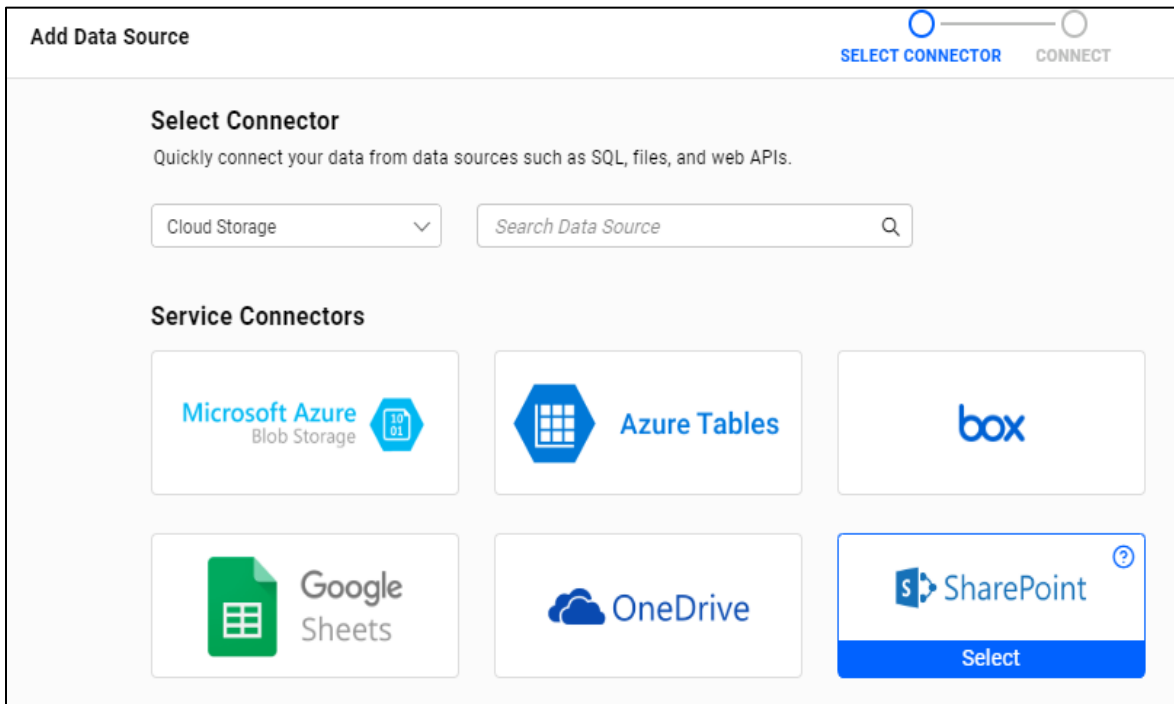 Add Data Source
SELECT CONNECTOR
CONNECT
Select Connector
Quickly connect your data from data sources such as SQL, files, and web APIs.
Cloud Storage
Search Data Source
Service Connectors
Microsoft Azure
Blob Storage
10
01
Azure Tables
box
Google
Sheets
OneDrive
S
SharePoint
?
Select